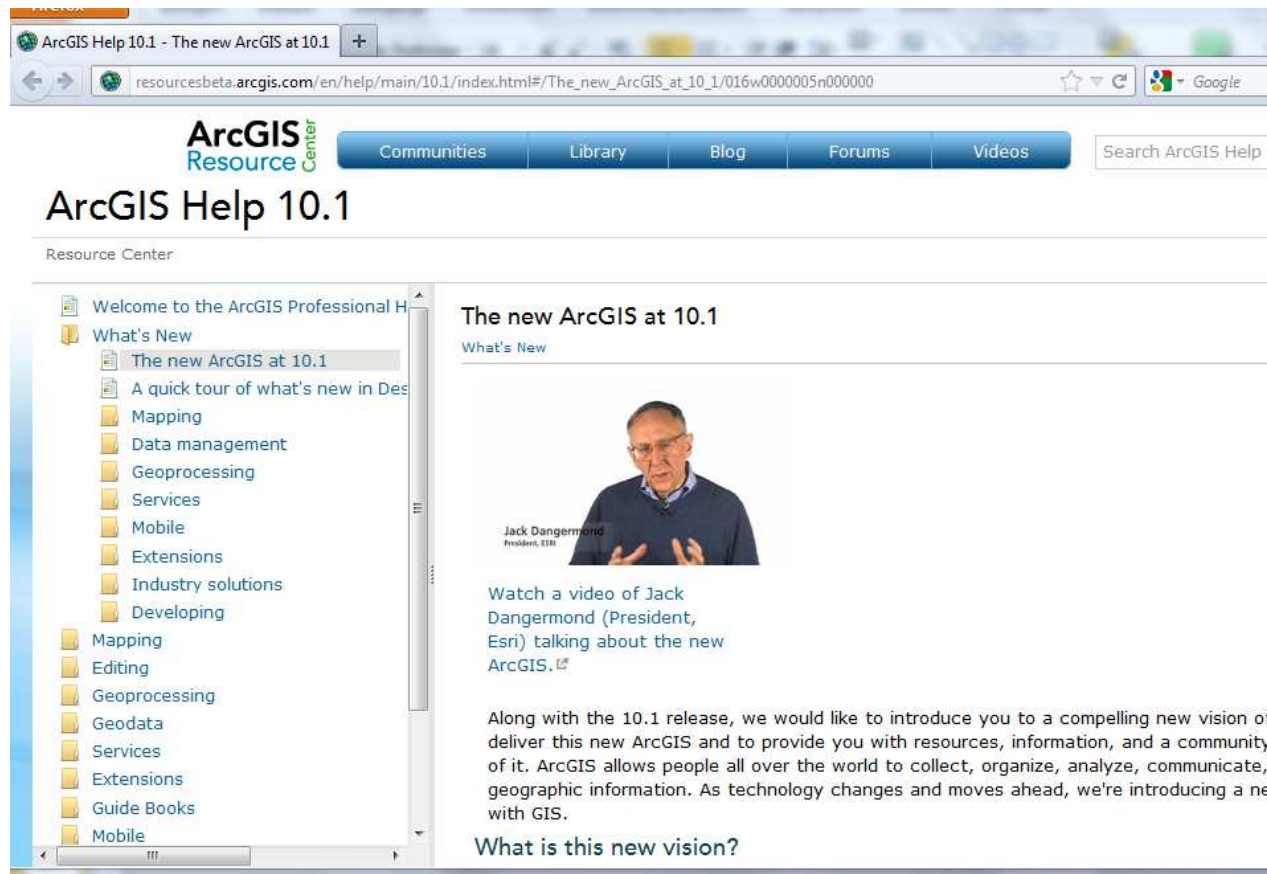 Firefox
ArcGIS Help 10.1 - The new ArcGIS at 10.1
resourcesbeta.arcgis.com/en/help/main/10.1/index.html#/The_new_ArcGIS_at_10_1/016w0000005n000000
Google
ArcGIS
Resource Center
Communities Library Blog Forums Videos
Search ArcGIS Help
ArcGIS Help 10.1
Resource Center
Welcome to the ArcGIS Professional H
What's New
The new ArcGIS at 10.1
A quick tour of what's new in Des
Mapping
Data management
Geoprocessing
Services
Mobile
Extensions
Industry solutions
Developing
Mapping
Editing
Geoprocessing
Geodata
Services
Extensions
Guide Books
Mobile
The new ArcGIS at 10.1
What's New
Jack Dangermond
President, ESRI
Watch a video of Jack
Dangermond (President,
Esri) talking about the new
ArcGIS.
Along with the 10.1 release, we would like to introduce you to a compelling new vision of
deliver this new ArcGIS and to provide you with resources, information, and a community
of it. ArcGIS allows people all over the world to collect, organize, analyze, communicate,
geographic information. As technology changes and moves ahead, we're introducing a ne
with GIS.
What is this new vision?